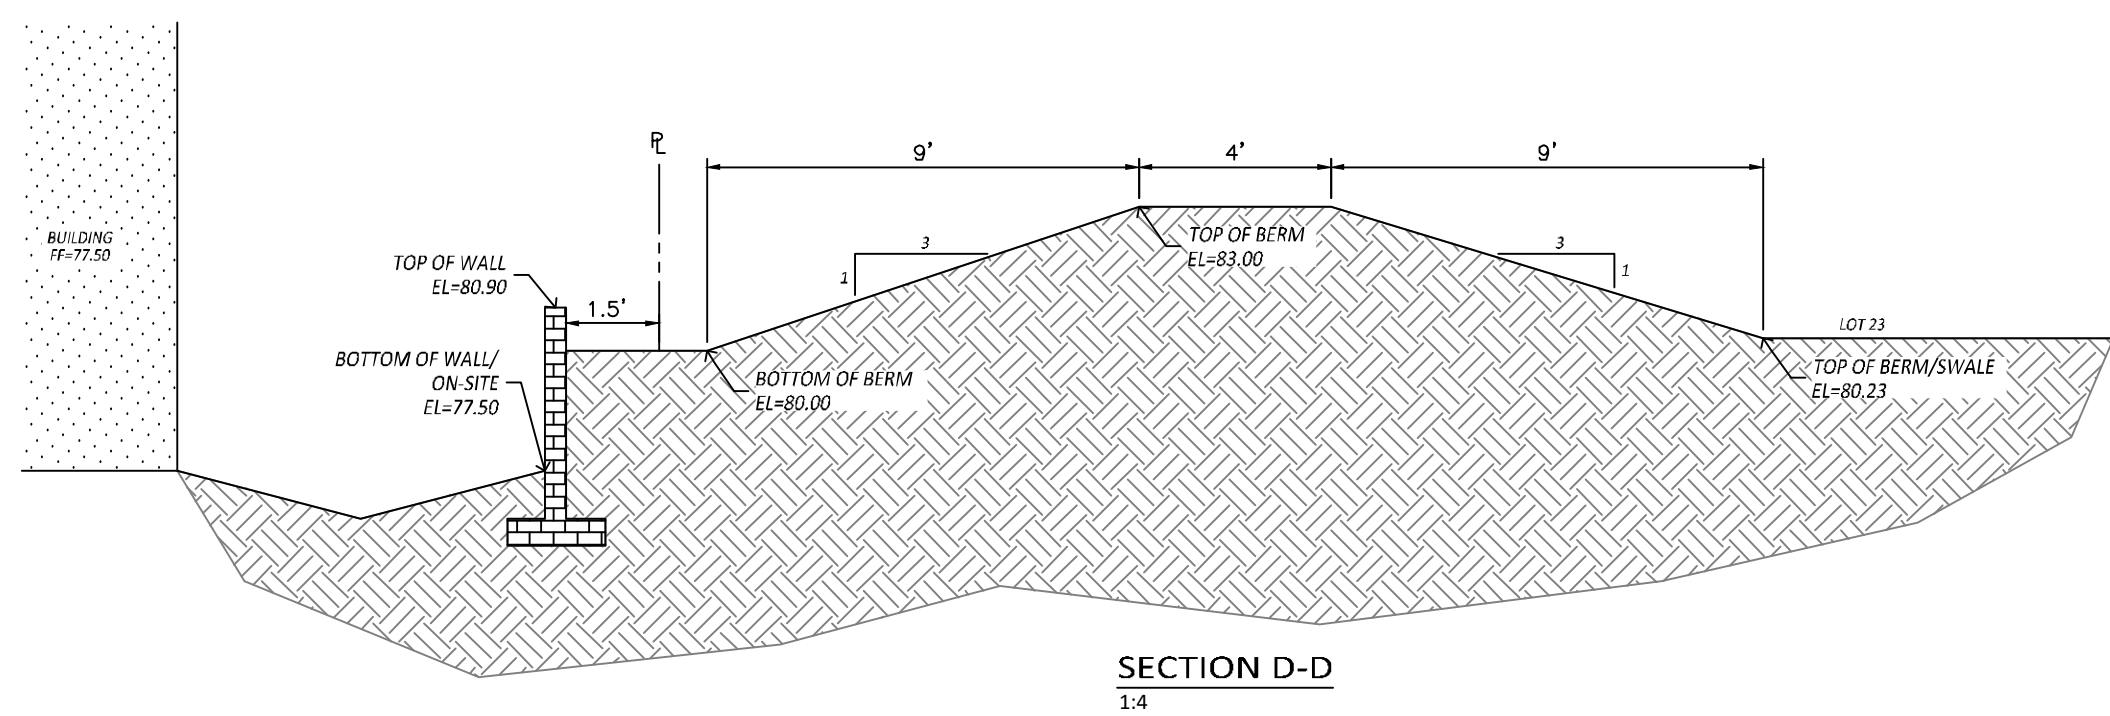 BUILDING
FF=77.50
TOP OF WALL
EL=80.90
1.5'
BOTTOM OF WALL/
ON-SITE
EL=77.50
PL
9'
4'
9'
3
1
BOTTOM OF BERM
EL=80.00
TOP OF BERM
EL=83.00
3
1
LOT 23
TOP OF BERM/SWALE
EL=80.23
SECTION D-D
1:4